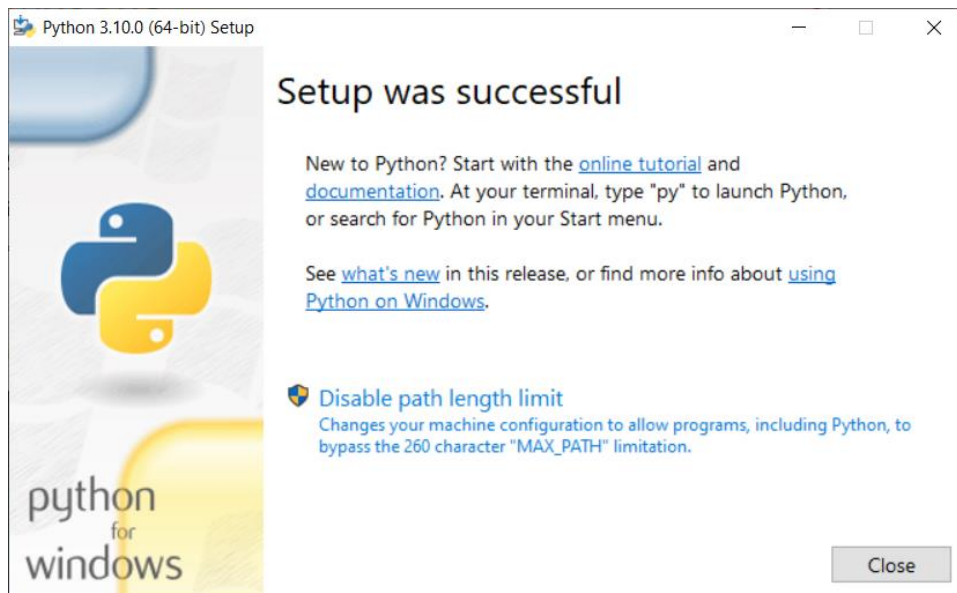 Python 3.10.0 (64-bit) Setup
Setup was successful
New to Python? Start with the online tutorial and
documentation. At your terminal, type "py" to launch Python,
or search for Python in your Start menu.
See what's new in this release, or find more info about using
Python on Windows.
Disable path length limit
Changes your machine configuration to allow programs, including Python, to
bypass the 260 character "MAX_PATH" limitation.
python
for
windows
Close